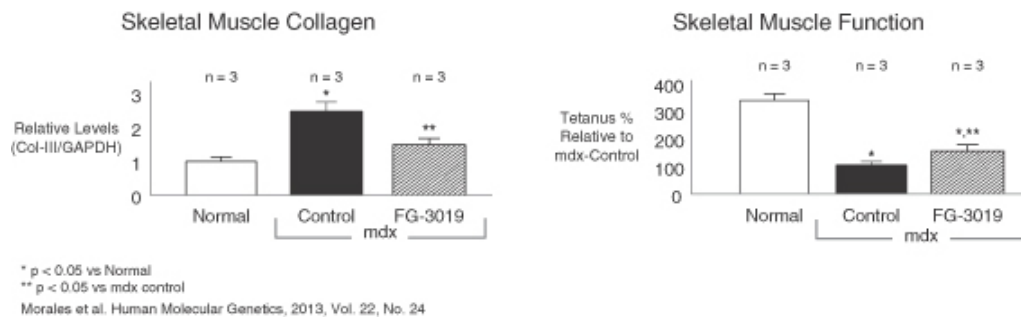 Skeletal Muscle Collagen
n = 3 n = 3 n = 3
3
2
1
0
Relative Levels
(Col-III/GAPDH)
*
**
Normal Control FG-3019
mdx
Skeletal Muscle Function
n = 3 n = 3 n = 3
400
300
200
100
0
Tetanus %
Relative to
mdx-Control
*
*,**
Normal Control FG-3019
mdx
* p < 0.05 vs Normal
** p < 0.05 vs mdx control
Morales et al. Human Molecular Genetics, 2013, Vol. 22, No. 24